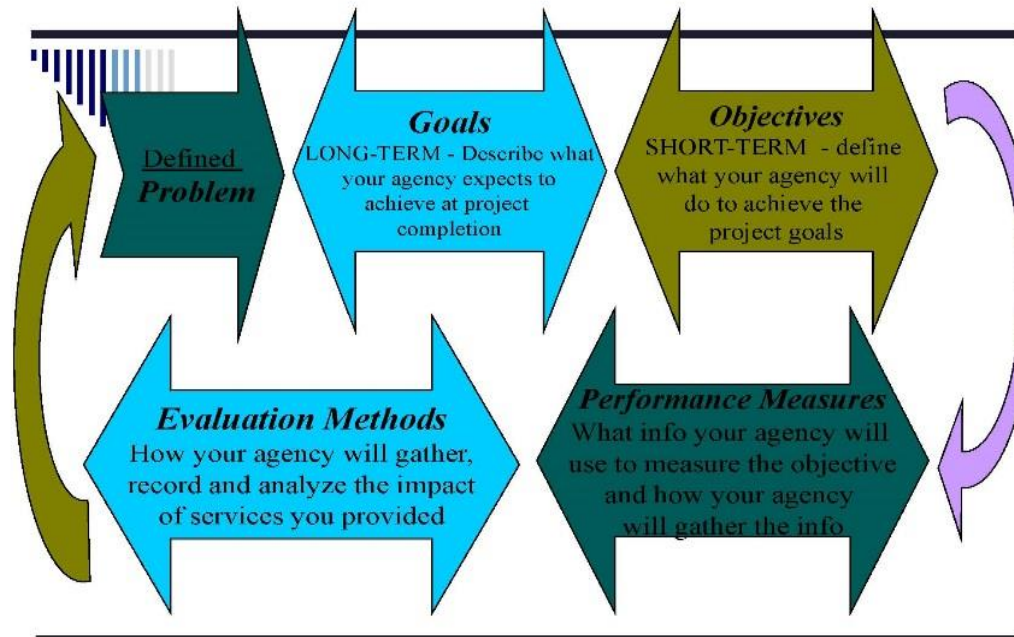 Defined
Problem
Goals
LONG-TERM - Describe what
your agency expects to
achieve at project
completion
Objectives
SHORT-TERM - define
what your agency will
do to achieve the
project goals
Evaluation Methods
How your agency will gather,
record and analyze the impact
of services you provided
Performance Measures
What info your agency will
use to measure the objective
and how your agency
will gather the info